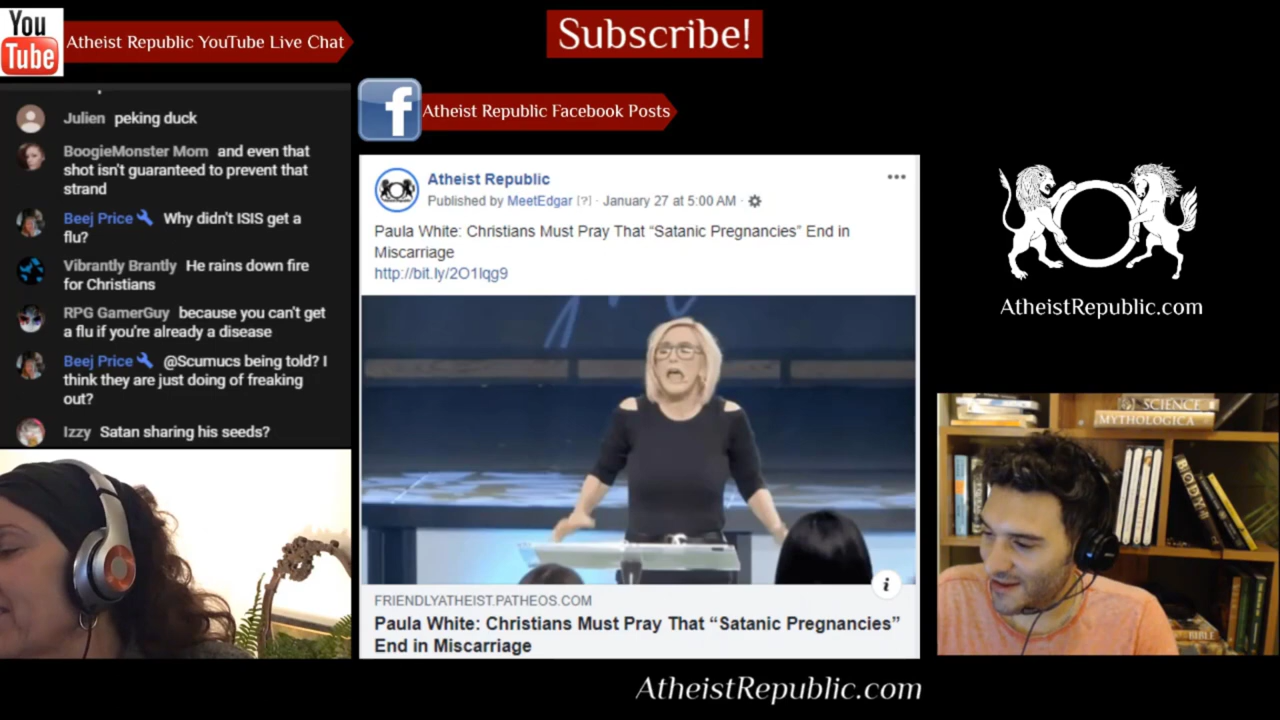 You
Tube
Atheist Republic YouTube Live Chat
Subscribe!
Julien peking duck
BoogieMonster Mom and even that
shot isn't guaranteed to prevent that
strand
Beej Price Why didn't ISIS get a
flu?
Vibrantly Brantly He rains down fire
for Christians
RPG GamerGuy because you can't get
a flu if you're already a disease
Beej Price @Scumucs being told? I
think they are just doing of freaking
out?
Izzy Satan sharing his seeds?
f
Atheist Republic Facebook Posts
Atheist Republic
Published by MeetEdgar [?] · January 27 at 5:00 AM ·
Paula White: Christians Must Pray That “Satanic Pregnancies” End in
Miscarriage
http://bit.ly/2O1lqg9
i
FRIENDLYATHEIST.PATHEOS.COM
Paula White: Christians Must Pray That “Satanic Pregnancies”
End in Miscarriage
AtheistRepublic.com
SCIENCE
MYTHOLOGICA
BODY
BIBLE
AtheistRepublic.com